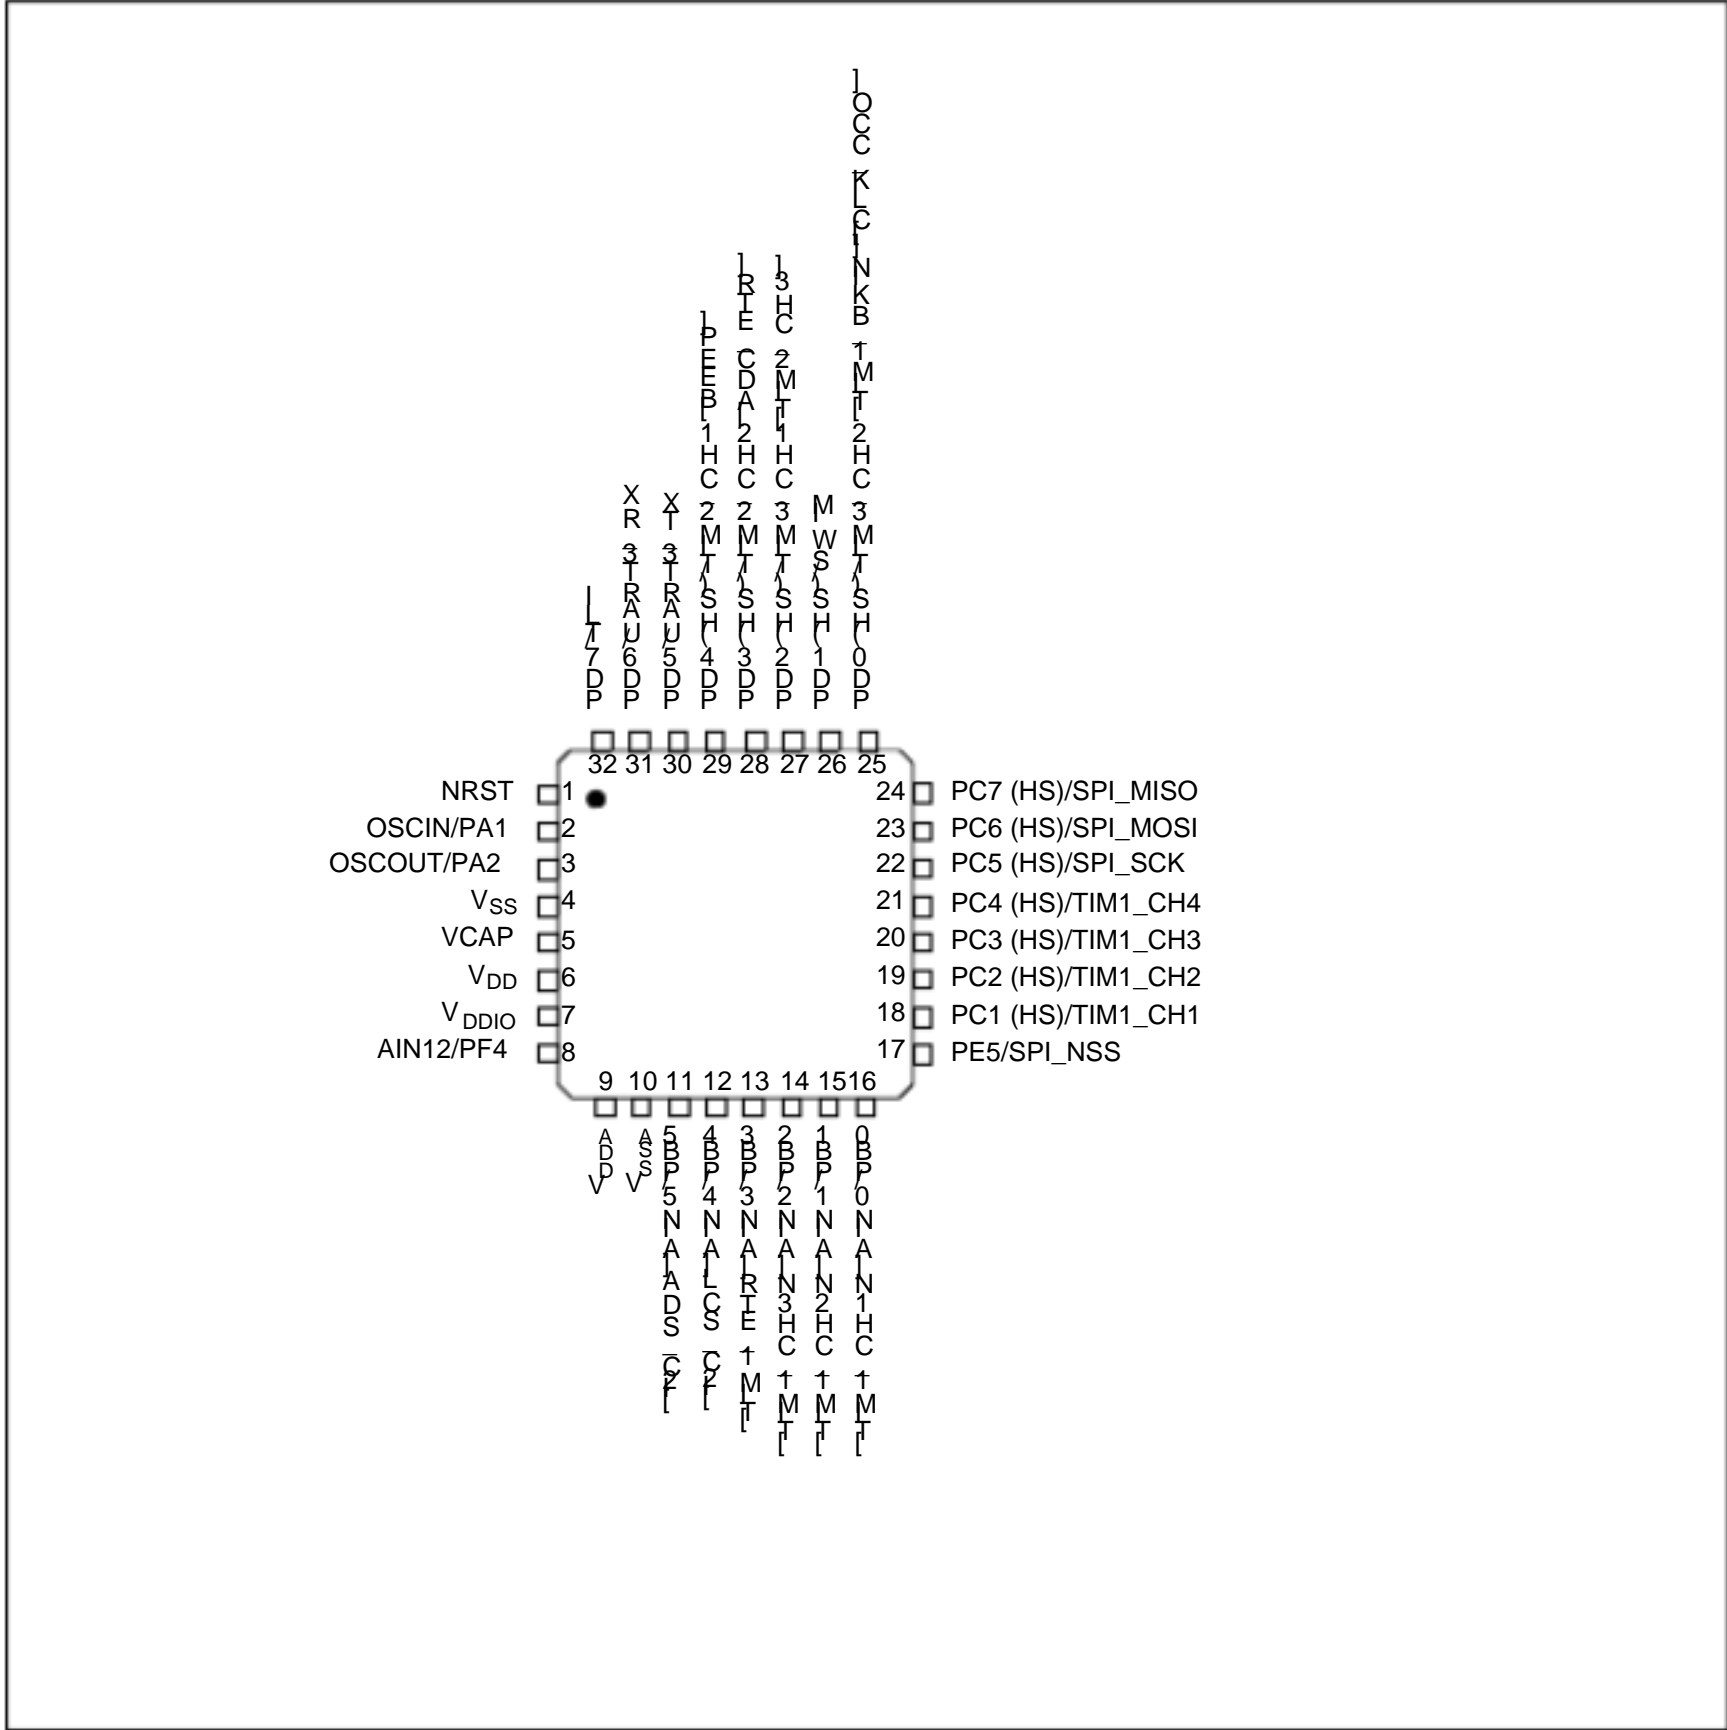 PD7/TLI
PD6/UART3_RX
PD5/UART3_TX
PD4(HS)/TIM2_CH1[BEEP]
PD3(HS)/TIM2_CH2[ADC_ETR]
PD2(HS)/TIM3_CH1[TIM2_CH3]
PD1(HS)/SWIM
PD0(HS)/TIM3_CH2[TIM1_BKIN][CLK_CCO]
32 31 30 29 28 27 26 25
NRST 1
OSCIN/PA1 2
OSCOUT/PA2 3
VSS 4
VCAP 5
VDD 6
VDDIO 7
AIN12/PF4 8
24 PC7 (HS)/SPI_MISO
23 PC6 (HS)/SPI_MOSI
22 PC5 (HS)/SPI_SCK
21 PC4 (HS)/TIM1_CH4
20 PC3 (HS)/TIM1_CH3
19 PC2 (HS)/TIM1_CH2
18 PC1 (HS)/TIM1_CH1
17 PE5/SPI_NSS
9 10 11 12 13 14 15 16
VDDA
VSSA
[I2C_SDA]AIN5/PB5
[I2C_SCL]AIN4/PB4
[TIM1_ETR]AIN3/PB3
[TIM1_CH3N]AIN2/PB2
[TIM1_CH2N]AIN1/PB1
[TIM1_CH1N]AIN0/PB0